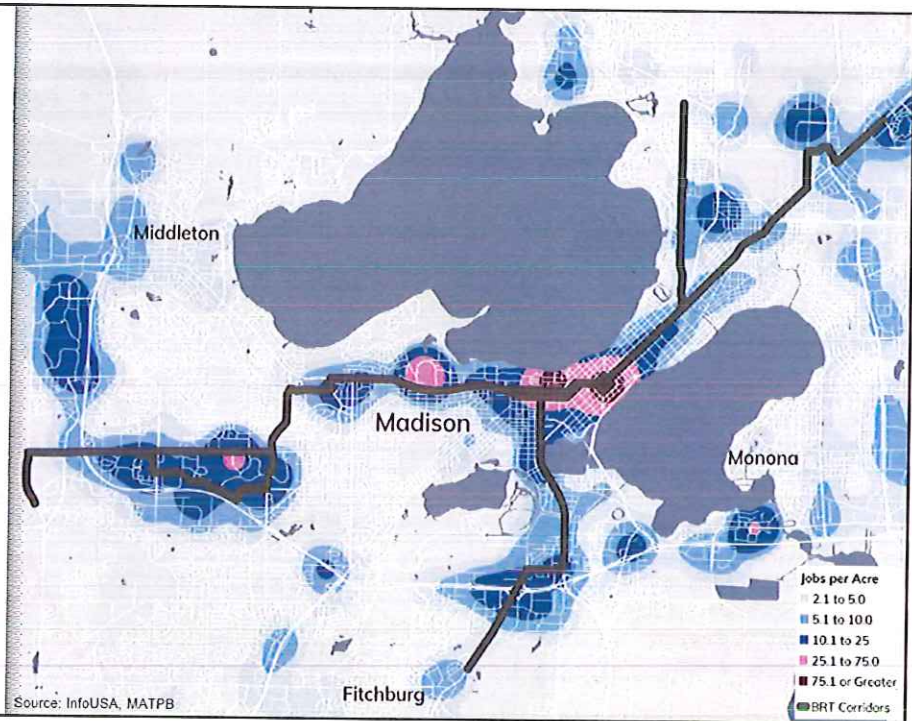 Middleton
Madison
Monona
Fitchburg
Jobs per Acre
2.1 to 5.0
5.1 to 10.0
10.1 to 25
25.1 to 75.0
75.1 or Greater
BRT Corridors
Source: InfoUSA, MATPB